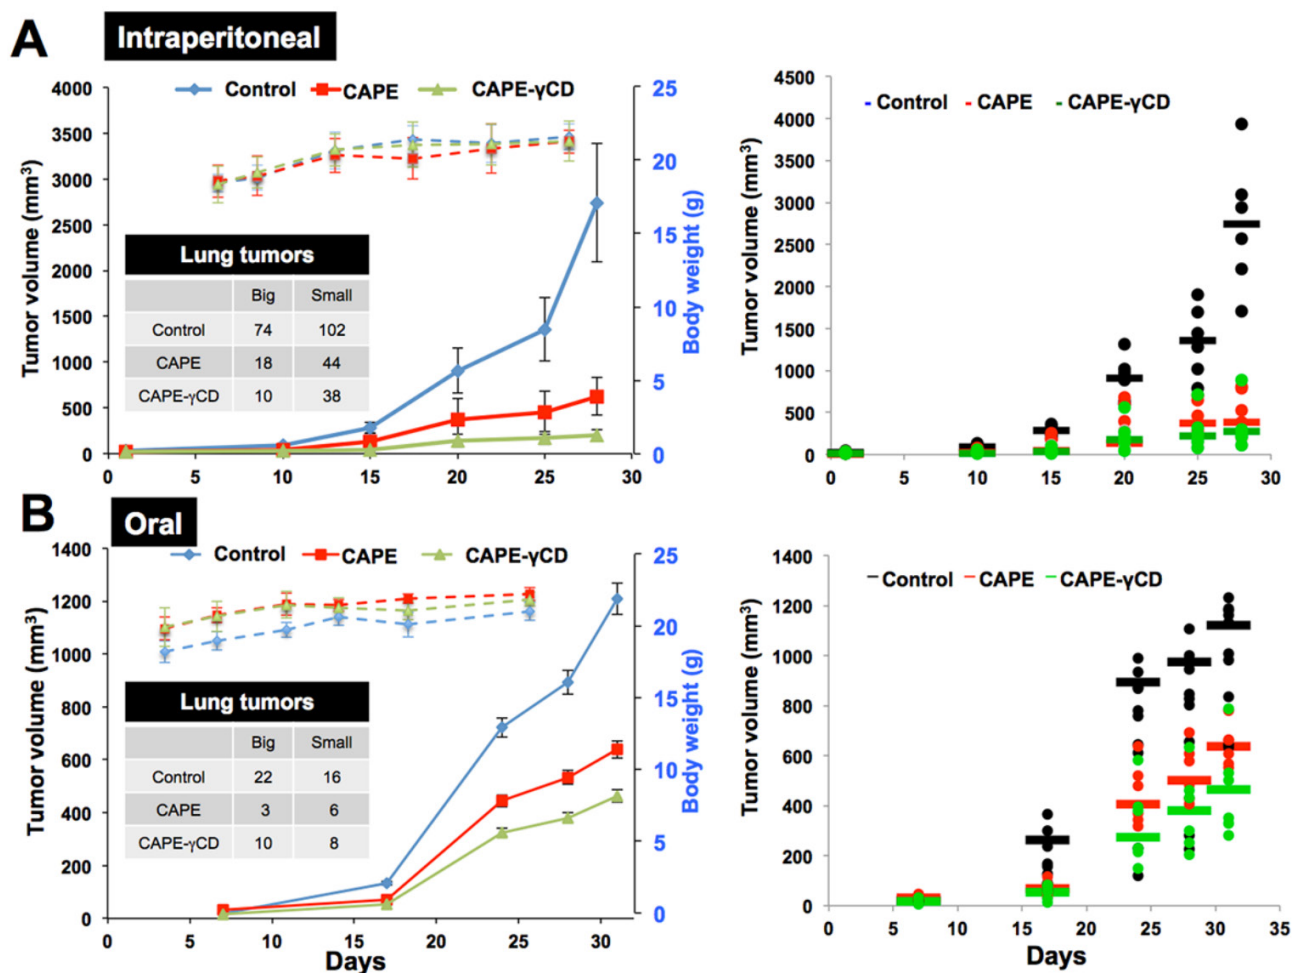 A
Intraperitoneal
Control CAPE CAPE-γCD
Tumor volume (mm³)
4000
3500
3000
2500
2000
1500
1000
500
0
0 5 10 15 20 25 30
25
20
15
10
5
0
Body weight (g)
Lung tumors
Big Small
Control 74 102
CAPE 18 44
CAPE-γCD 10 38
Control CAPE CAPE-γCD
Tumor volume (mm³)
4500
4000
3500
3000
2500
2000
1500
1000
500
0
0 5 10 15 20 25 30
B
Oral
Control CAPE CAPE-γCD
Tumor volume (mm³)
1400
1200
1000
800
600
400
200
0
0 5 10 15 20 25 30
Days
25
20
15
10
5
0
Body weight (g)
Lung tumors
Big Small
Control 22 16
CAPE 3 6
CAPE-γCD 10 8
Control CAPE CAPE-γCD
Tumor volume (mm³)
1400
1200
1000
800
600
400
200
0
0 5 10 15 20 25 30 35
Days